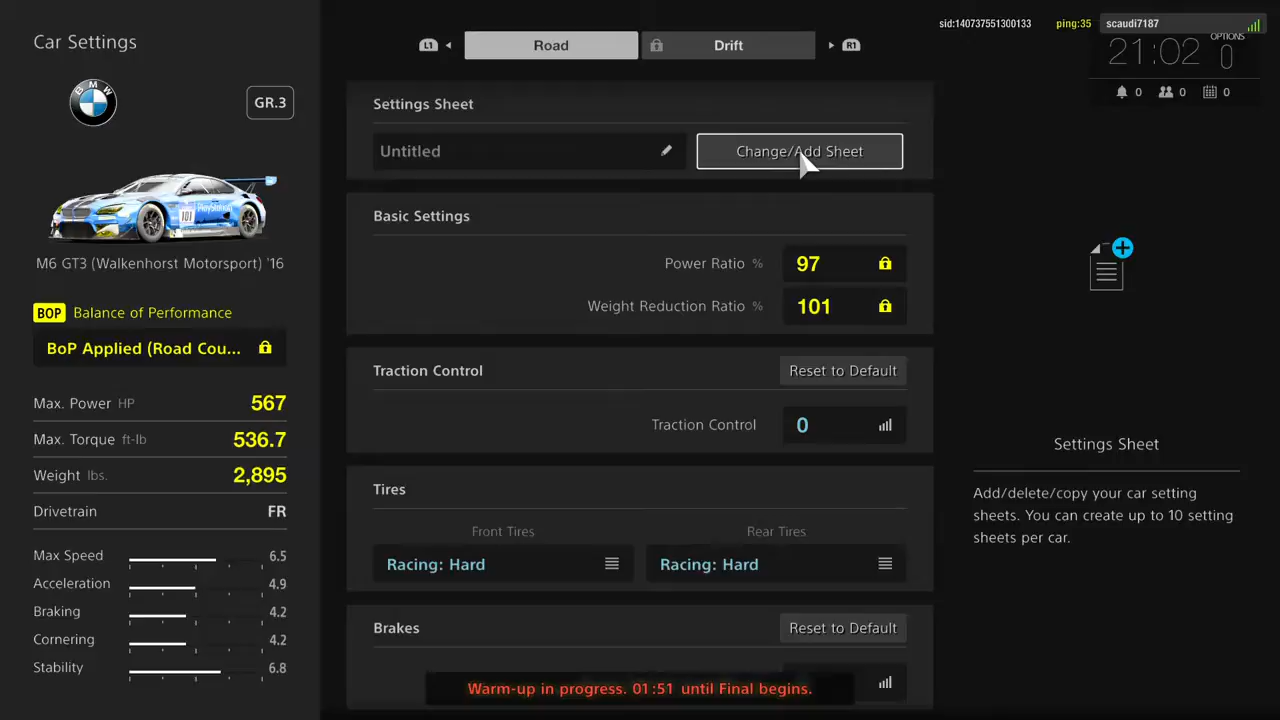 sid:140737551300133
ping:35
scaudi7187
Car Settings
L1
Road
Drift
R1
OPTIONS
21:02
0
0
0
BMW
GR.3
Settings Sheet
Untitled
Change/Add Sheet
M6 GT3 (Walkenhorst Motorsport) '16
BOP Balance of Performance
BoP Applied (Road Cou...
Max. Power HP 567
Max. Torque ft-lb 536.7
Weight lbs. 2,895
Drivetrain FR
Max Speed 6.5
Acceleration 4.9
Braking 4.2
Cornering 4.2
Stability 6.8
Basic Settings
Power Ratio % 97
Weight Reduction Ratio % 101
Traction Control
Reset to Default
Traction Control 0
Tires
Front Tires
Rear Tires
Racing: Hard
Racing: Hard
Brakes
Reset to Default
Warm-up in progress. 01:51 until Final begins.
Settings Sheet
Add/delete/copy your car setting
sheets. You can create up to 10 setting
sheets per car.
101
PlayStation